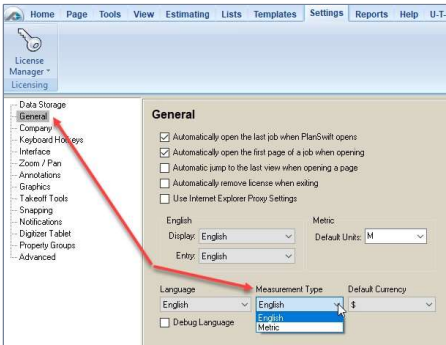 Home Page Tools View Estimating Lists Templates Settings Reports Help U-T-
License
Manager
Licensing
Data Storage
General
Company
Keyboard Hotkeys
Interface
Zoom / Pan
Annotations
Graphics
Takeoff Tools
Snapping
Notifications
Digitizer Tablet
Property Groups
Advanced
General
Automatically open the last job when PlanSwift opens
Automatically open the first page of a job when opening
Automatic jump to the last view when opening a page
Automatically remove license when exiting
Use Internet Explorer Proxy Settings
English Metric
Display: English Default Units: M
Entry: English
Language Measurement Type Default Currency
English English $
English
Metric
Debug Language